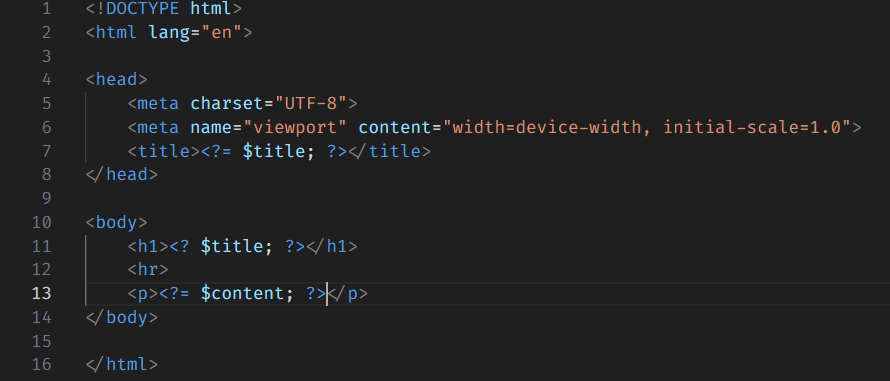 1 <!DOCTYPE html>
2 <html lang="en">
3
4 <head>
5     <meta charset="UTF-8">
6     <meta name="viewport" content="width=device-width, initial-scale=1.0">
7     <title><?= $title; ?></title>
8 </head>
9
10 <body>
11     <h1><? $title; ?></h1>
12     <hr>
13     <p><?= $content; ?></p>
14 </body>
15
16 </html>